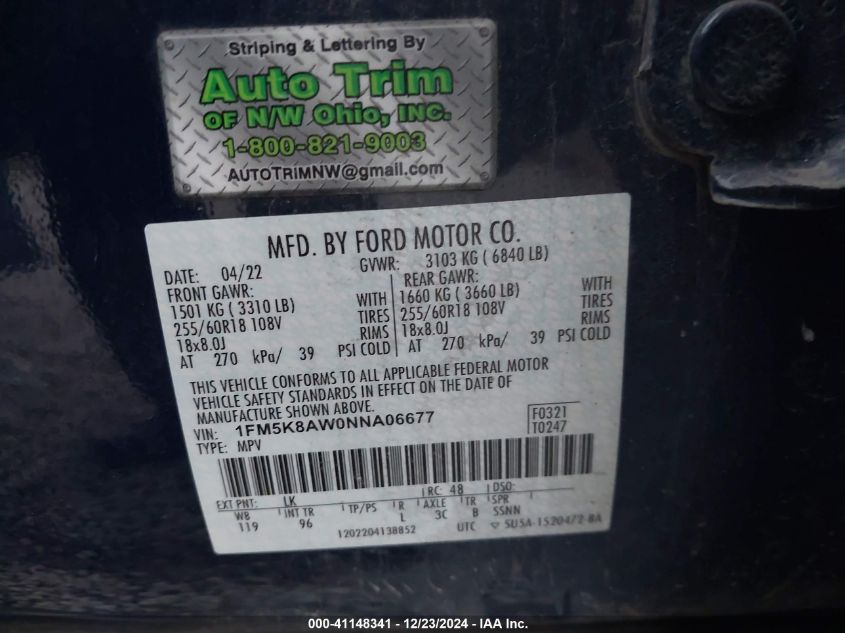 Striping & Lettering By
Auto Trim
OF N/W Ohio, INC.
1-800-821-9003
AUTOTRIMNW@gmail.com
MFD. BY FORD MOTOR CO.
DATE: 04/22 GVWR: 3103 KG ( 6840 LB)
FRONT GAWR: REAR GAWR:
1501 KG ( 3310 LB) WITH 1660 KG ( 3660 LB) WITH
255/60R18 108V TIRES 255/60R18 108V TIRES
18x8.0J RIMS 18x8.0J RIMS
AT 270 kPa/ 39 PSI COLD AT 270 kPa/ 39 PSI COLD
THIS VEHICLE CONFORMS TO ALL APPLICABLE FEDERAL MOTOR
VEHICLE SAFETY STANDARDS IN EFFECT ON THE DATE OF
MANUFACTURE SHOWN ABOVE.
VIN: 1FM5K8AW0NNA06677 F0321
TYPE: MPV T0247
EXT PNT: LK RC: 48 DSO:
WB INT TR TP/PS R AXLE TR SPR
119 96 L 3C B SSNN
1202204138852 UTC 5U5A-1520472-BA
000-41148341 - 12/23/2024 - IAA Inc.